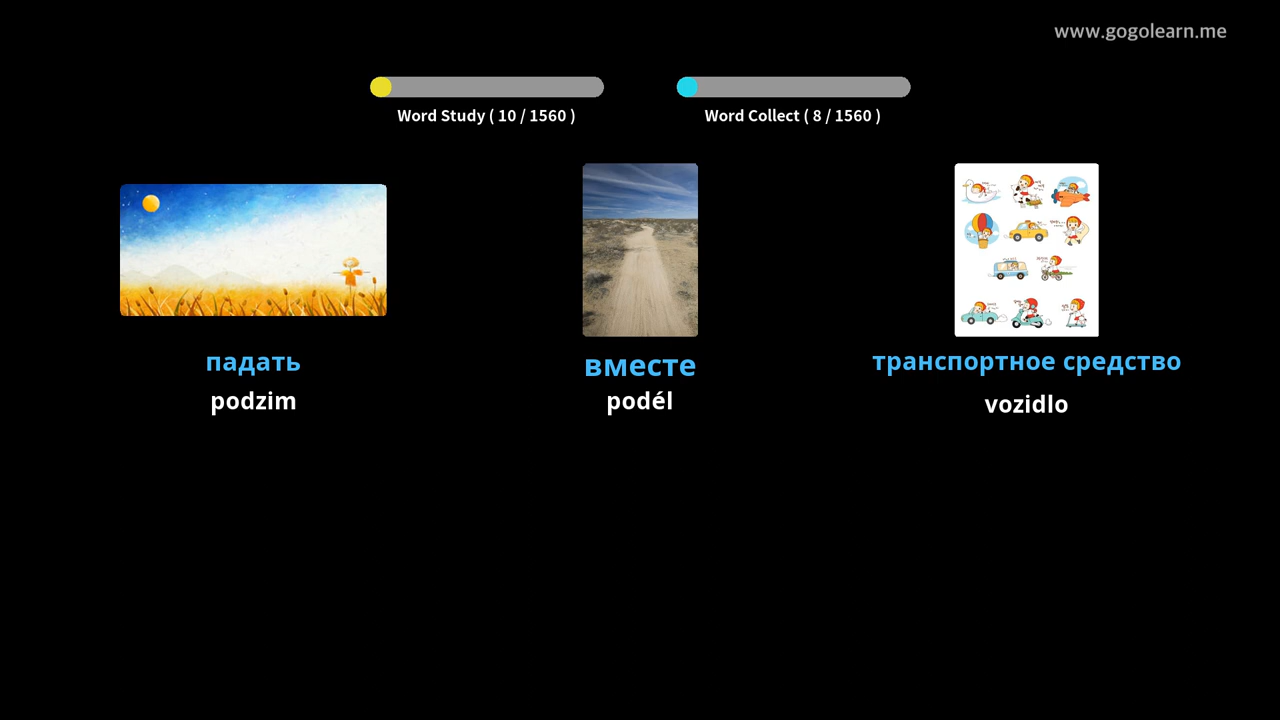 www.gogolearn.me
Word Study ( 10 / 1560 )
Word Collect ( 8 / 1560 )
падать
вместе
транспортное средство
podzim
podél
vozidlo